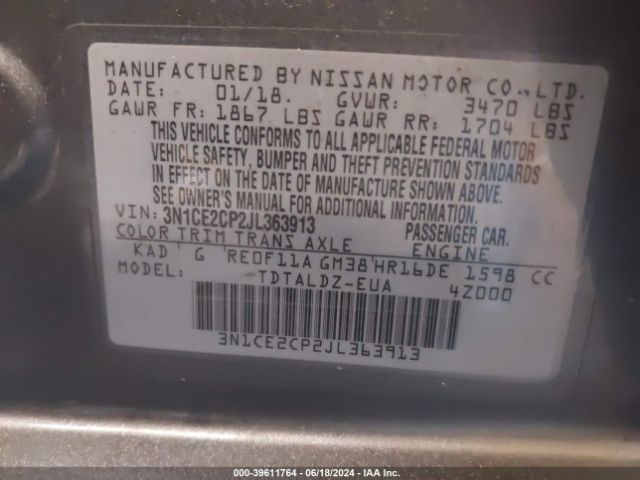 MANUFACTURED BY NISSAN MOTOR CO.,LTD.
DATE: 01/18. GVWR: 3470 LBS
GAWR FR: 1867 LBS GAWR RR: 1704 LBS
THIS VEHICLE CONFORMS TO ALL APPLICABLE FEDERAL MOTOR
VEHICLE SAFETY, BUMPER AND THEFT PREVENTION STANDARDS
IN EFFECT ON THE DATE OF MANUFACTURE SHOWN ABOVE.
SEE OWNER'S MANUAL FOR ADDITIONAL INFORMATION.
VIN: 3N1CE2CP2JL363913 PASSENGER CAR.
COLOR TRIM TRANS AXLE ENGINE
KAD G RE0F11A GM38 HR16DE 1598 CC
MODEL: TDTALDZ-EUA 4Z000
3N1CE2CP2JL363913
000-39611764 - 06/18/2024 - IAA Inc.